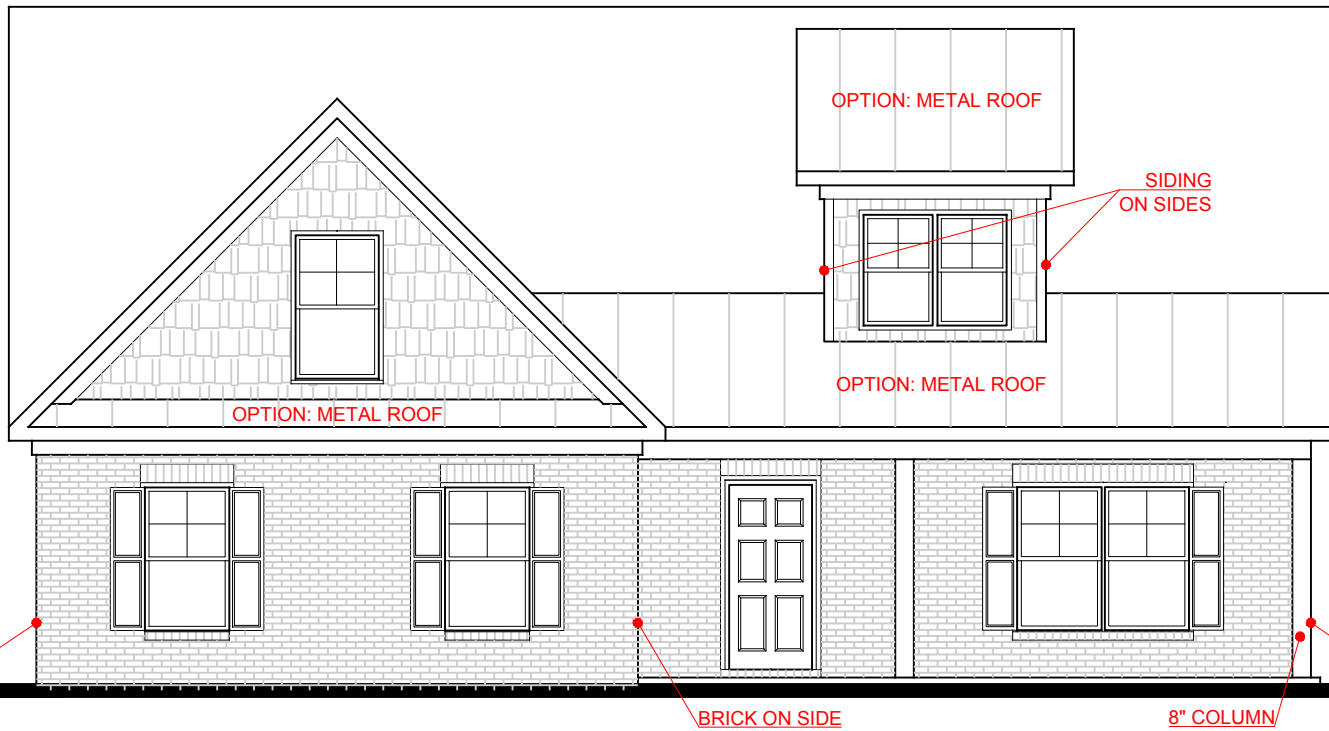 OPTION: METAL ROOF
SIDING
ON SIDES
OPTION: METAL ROOF
OPTION: METAL ROOF
BRICK ON SIDE
8" COLUMN